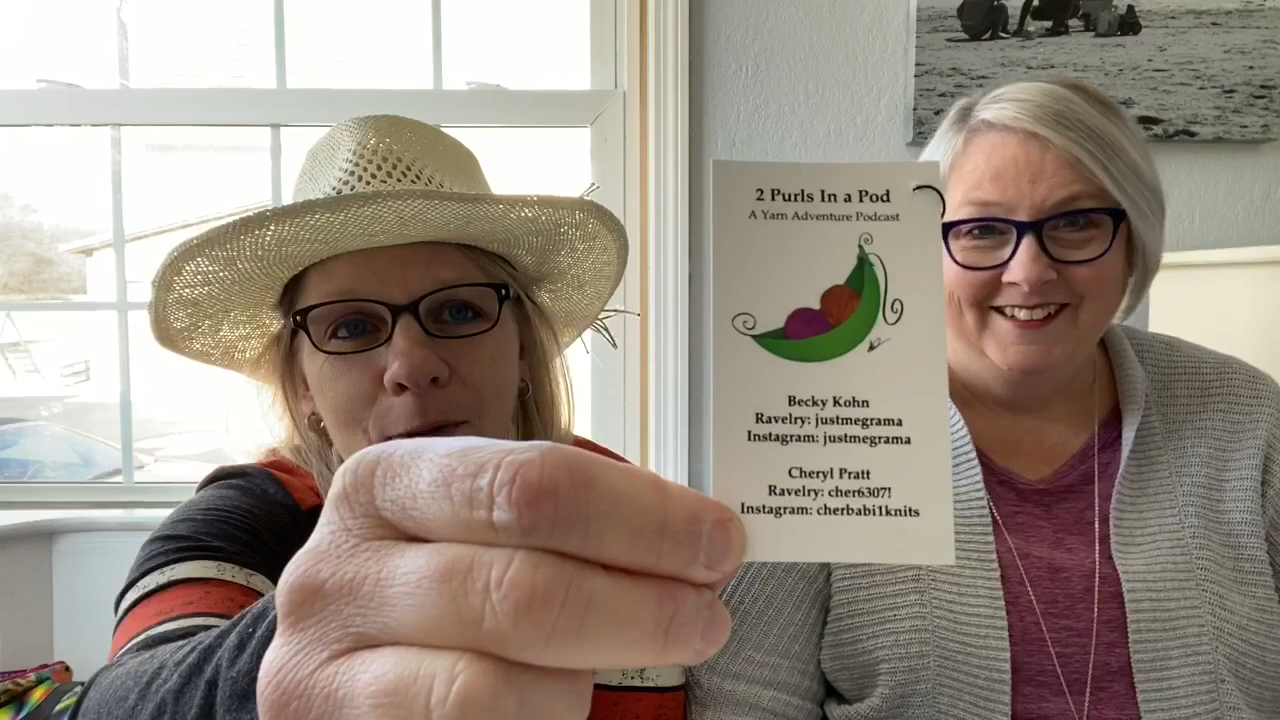 2 Purls In a Pod
A Yarn Adventure Podcast
Becky Kohn
Ravelry: justmegrama
Instagram: justmegrama
Cheryl Pratt
Ravelry: cher6307!
Instagram: cherbabi1knits